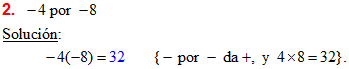 2. −4 por −8
Solución:
−4(−8) = 32 {− por − da +, y 4×8 = 32}.